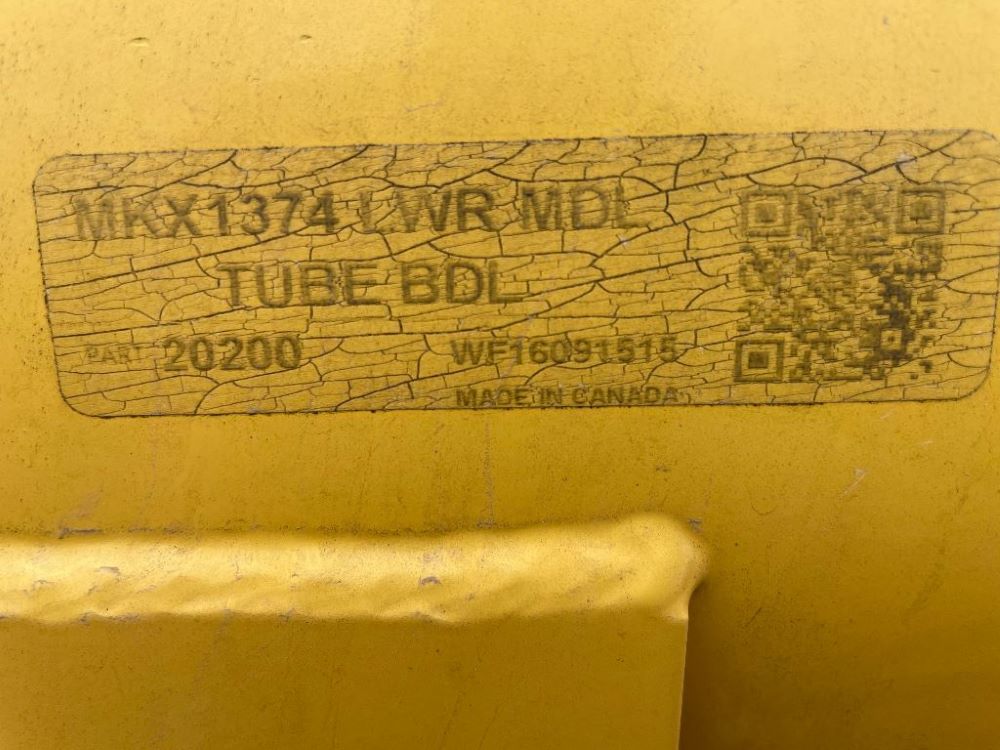 MKX1374 LWR MDL
TUBE BDL
PART 20200 WF16091515
MADE IN CANADA